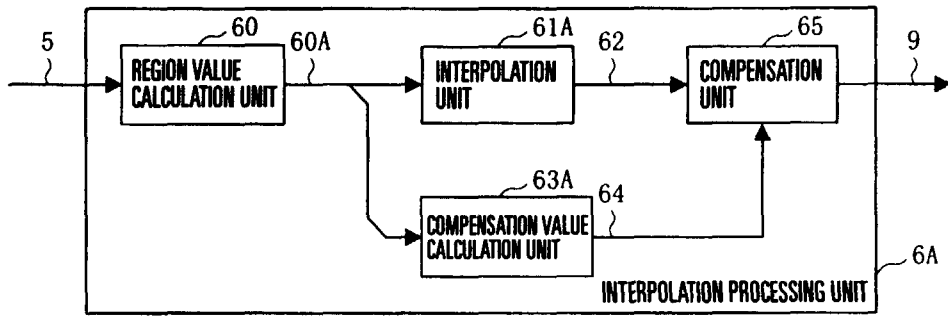 5
60
REGION VALUE
CALCULATION UNIT
60A
61A
INTERPOLATION
UNIT
62
65
COMPENSATION
UNIT
9
63A
COMPENSATION VALUE
CALCULATION UNIT
64
6A
INTERPOLATION PROCESSING UNIT